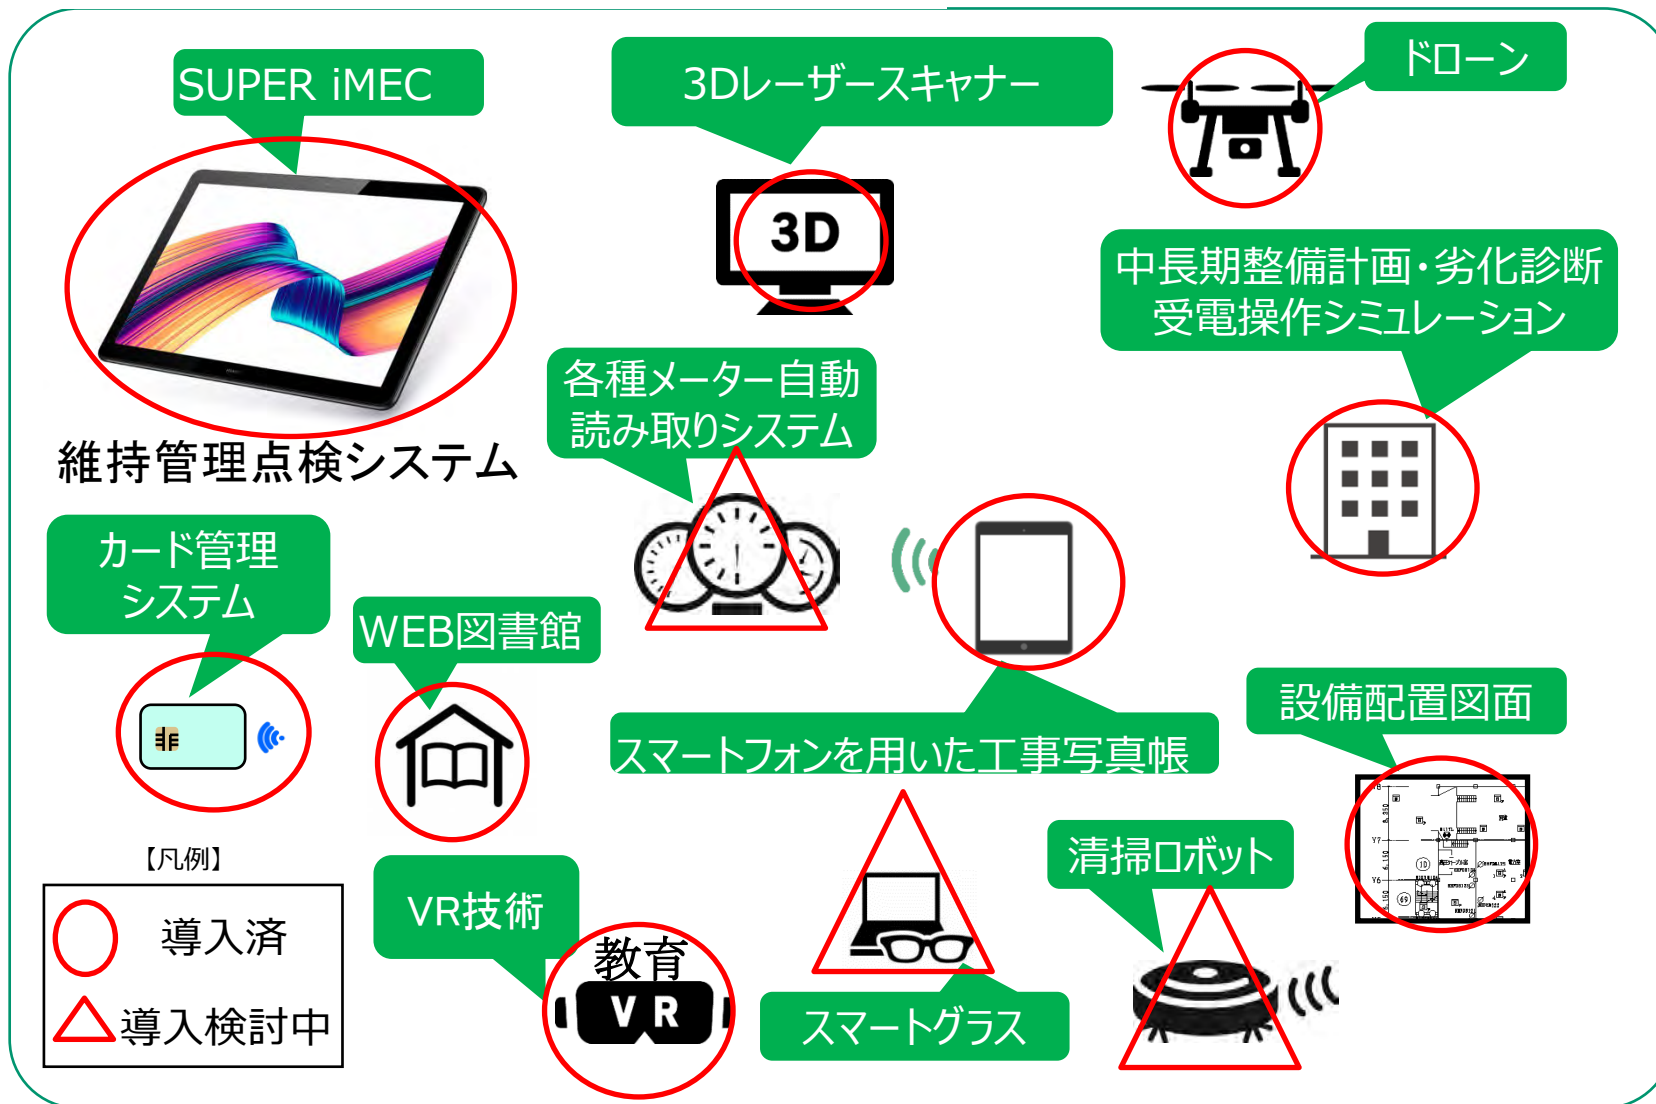 SUPER iMEC
3Dレーザースキャナー
ドローン
3D
中長期整備計画・劣化診断
受電操作シミュレーション
各種メーター自動
読み取りシステム
維持管理点検システム
カード管理
システム
WEB図書館
スマートフォンを用いた工事写真帳
設備配置図面
Y7
Y6
清掃ロボット
【凡例】
導入済
導入検討中
VR技術
教育
VR
スマートグラス